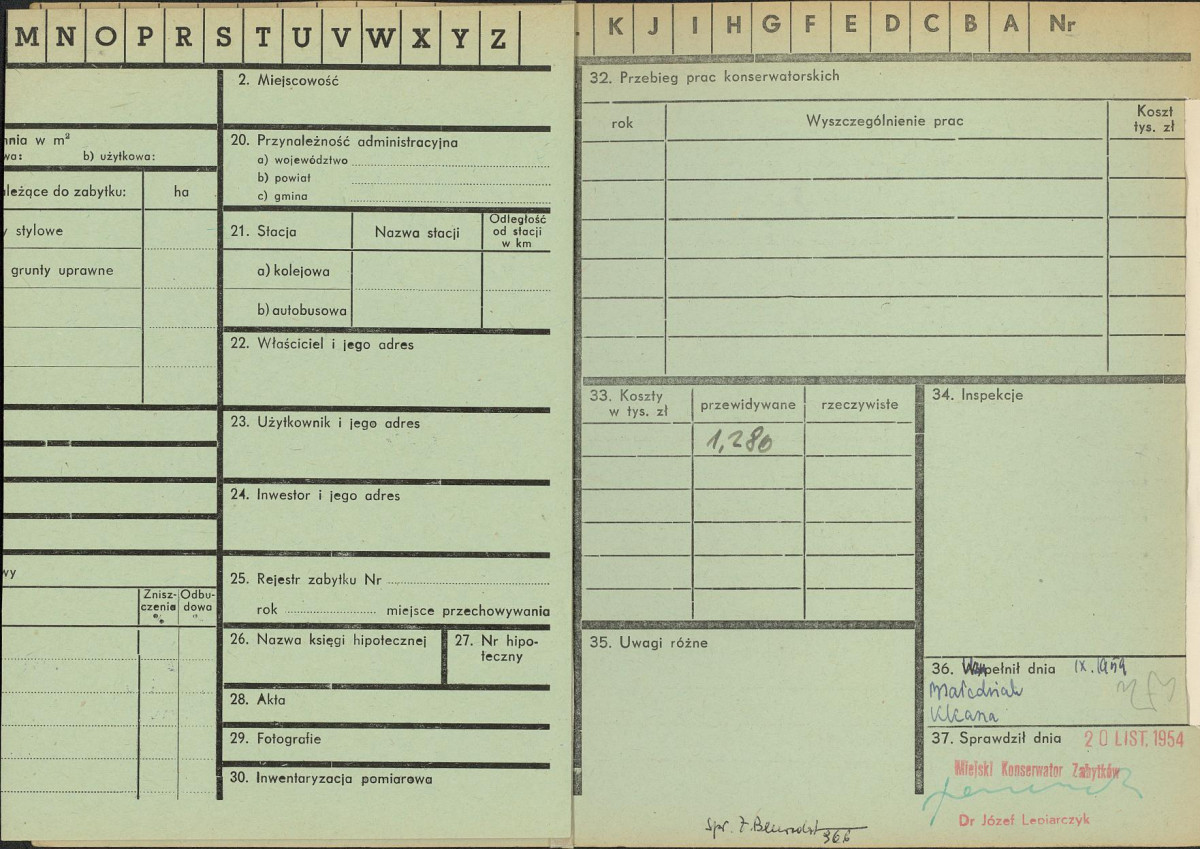 M N O P R S T U V W X Y Z
2. Miejscowość
nia w m²
wa: b) użytkowa:
20. Przynależność administracyjna
a) województwo
b) powiat
c) gmina
leżące do zabytku: ha
y stylowe
grunty uprawne
21. Stacja Nazwa stacji Odległość
od stacji
w km
a) kolejowa
b) autobusowa
22. Właściciel i jego adres
23. Użytkownik i jego adres
24. Inwestor i jego adres
wy
Znisz-
czenia
%
Odbu-
dowa
%
25. Rejestr zabytku Nr
rok miejsce przechowywania
26. Nazwa księgi hipotecznej
27. Nr hipo-
teczny
28. Akta
29. Fotografie
30. Inwentaryzacja pomiarowa
K J I H G F E D C B A Nr
32. Przebieg prac konserwatorskich
rok Wyszczególnienie prac Koszt
tys. zł
33. Koszty
w tys. zł
przewidywane rzeczywiste
1,280
34. Inspekcje
35. Uwagi różne
36. Wypełnił dnia IX.1959
37. Sprawdził dnia 20 LIST. 1954
Miejski Konserwator Zabytków
Dr Józef Lepiarczyk
Spr. Z.
366